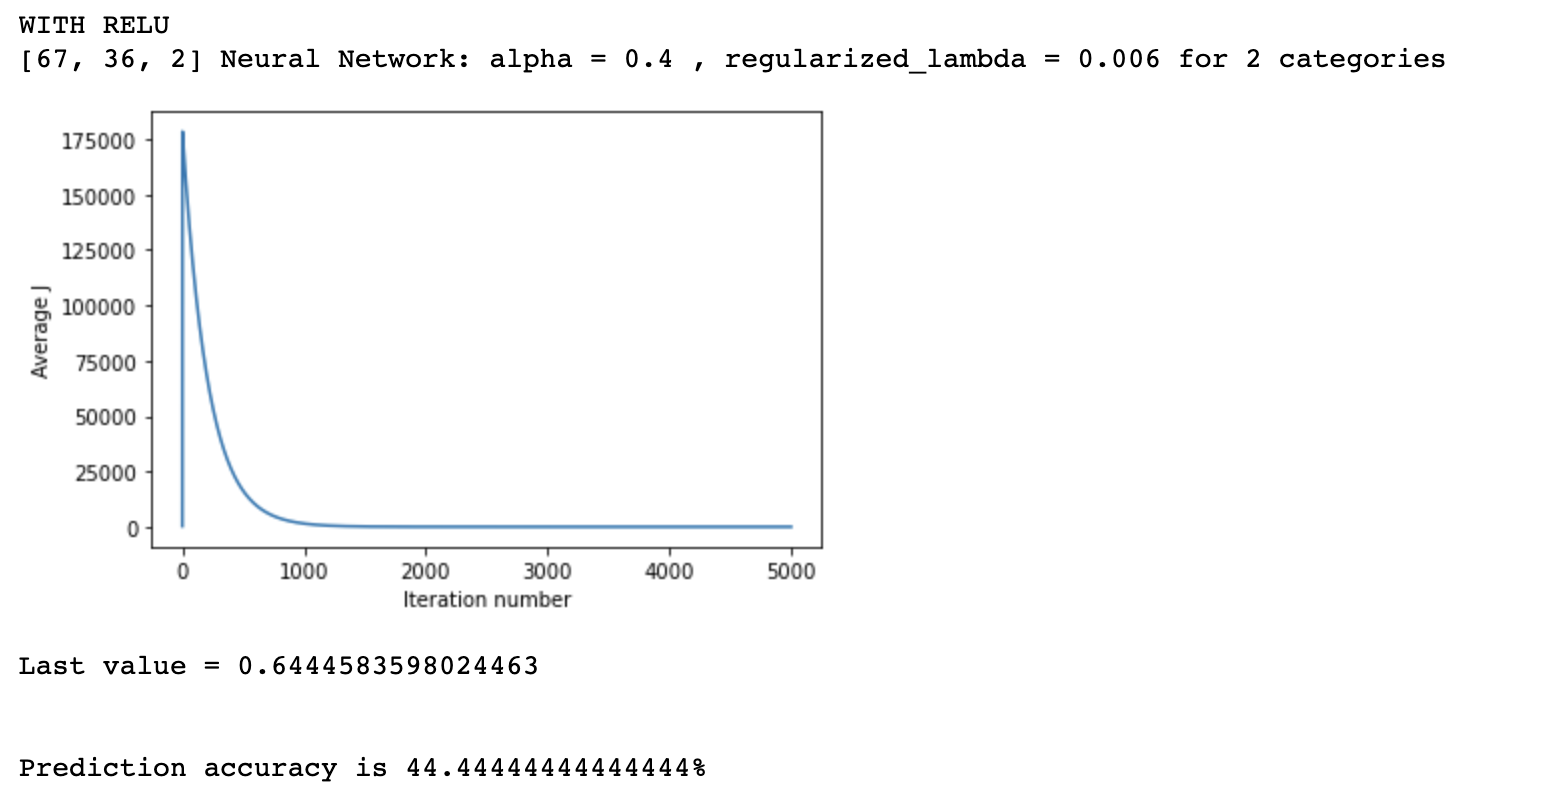 WITH RELU
[67, 36, 2] Neural Network: alpha = 0.4 , regularized_lambda = 0.006 for 2 categories
175000
150000
125000
100000
75000
50000
25000
0
Average J
0 1000 2000 3000 4000 5000
Iteration number
Last value = 0.6444583598024463
Prediction accuracy is 44.44444444444444%